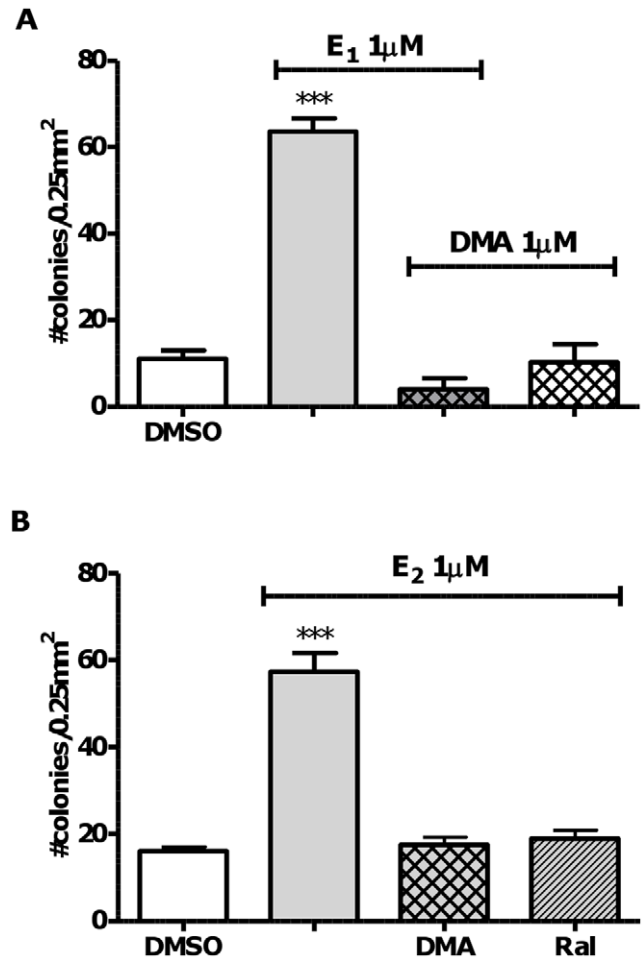 A
E₁ 1μM
80
***
60
#colonies/0.25mm²
40
DMA 1μM
20
0
DMSO
B
80
E₂ 1μM
***
60
#colonies/0.25mm²
40
20
0
DMSO DMA Ral